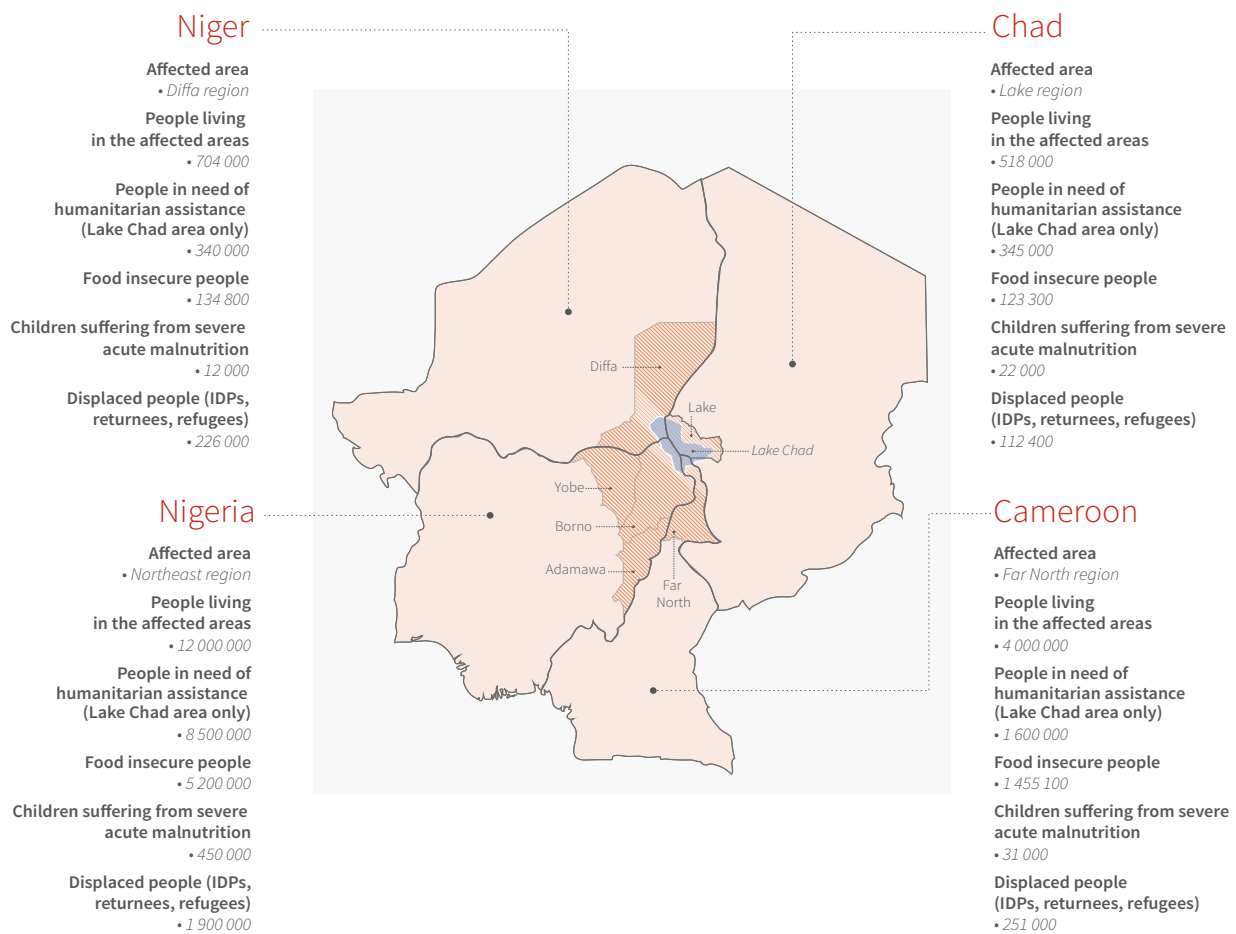 Niger
Affected area
• Diffa region
People living
in the affected areas
• 704 000
People in need of
humanitarian assistance
(Lake Chad area only)
• 340 000
Food insecure people
• 134 800
Children suffering from severe
acute malnutrition
• 12 000
Displaced people (IDPs,
returnees, refugees)
• 226 000
Chad
Affected area
• Lake region
People living
in the affected areas
• 518 000
People in need of
humanitarian assistance
(Lake Chad area only)
• 345 000
Food insecure people
• 123 300
Children suffering from severe
acute malnutrition
• 22 000
Displaced people
(IDPs, returnees, refugees)
• 112 400
Diffa
Lake
Lake Chad
Yobe
Borno
Adamawa
Far
North
Nigeria
Affected area
• Northeast region
People living
in the affected areas
• 12 000 000
People in need of
humanitarian assistance
(Lake Chad area only)
• 8 500 000
Food insecure people
• 5 200 000
Children suffering from severe
acute malnutrition
• 450 000
Displaced people (IDPs,
returnees, refugees)
• 1 900 000
Cameroon
Affected area
• Far North region
People living
in the affected areas
• 4 000 000
People in need of
humanitarian assistance
(Lake Chad area only)
• 1 600 000
Food insecure people
• 1 455 100
Children suffering from severe
acute malnutrition
• 31 000
Displaced people
(IDPs, returnees, refugees)
• 251 000